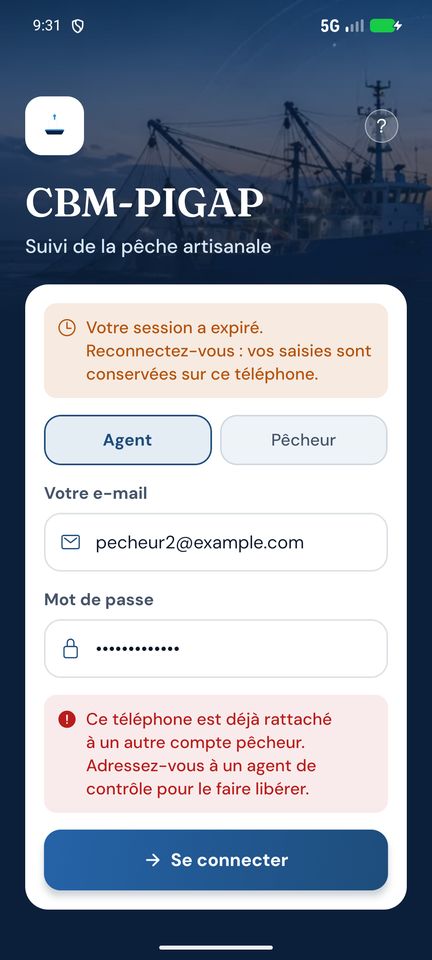 9:31
5G
?
CBM-PIGAP
Suivi de la pêche artisanale
Votre session a expiré.
Reconnectez-vous : vos saisies sont
conservées sur ce téléphone.
Agent
Pêcheur
Votre e-mail
pecheur2@example.com
Mot de passe
•••••••••••••
Ce téléphone est déjà rattaché
à un autre compte pêcheur.
Adressez-vous à un agent de
contrôle pour le faire libérer.
→ Se connecter